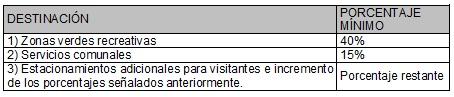 DESTINACIÓN
PORCENTAJE
MÍNIMO
1) Zonas verdes recreativas
40%
2) Servicios comunales
15%
3) Estacionamientos adicionales para visitantes e incremento
de los porcentajes señalados anteriormente.
Porcentaje restante